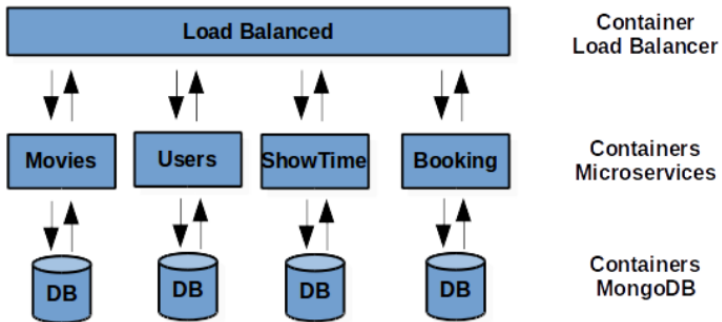 Load Balanced
Container
Load Balancer
Movies
Users
ShowTime
Booking
Containers
Microservices
DB
DB
DB
DB
Containers
MongoDB